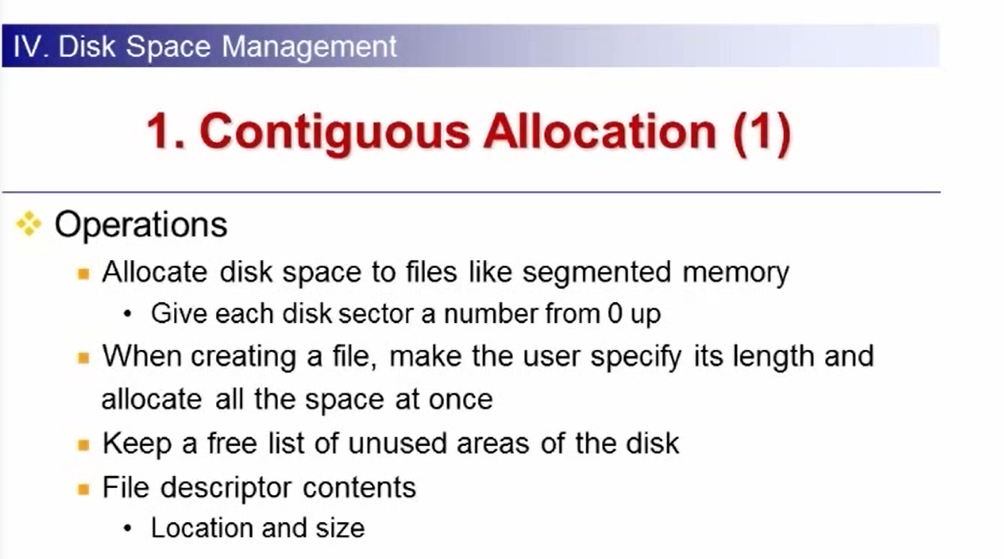 IV. Disk Space Management
1. Contiguous Allocation (1)
Operations
Allocate disk space to files like segmented memory
• Give each disk sector a number from 0 up
When creating a file, make the user specify its length and
allocate all the space at once
Keep a free list of unused areas of the disk
File descriptor contents
• Location and size